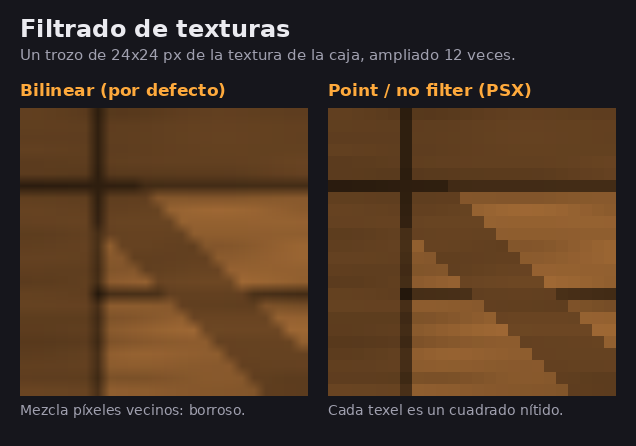 Filtrado de texturas
Un trozo de 24x24 px de la textura de la caja, ampliado 12 veces.
Bilinear (por defecto)
Point / no filter (PSX)
Mezcla píxeles vecinos: borroso.
Cada texel es un cuadrado nítido.